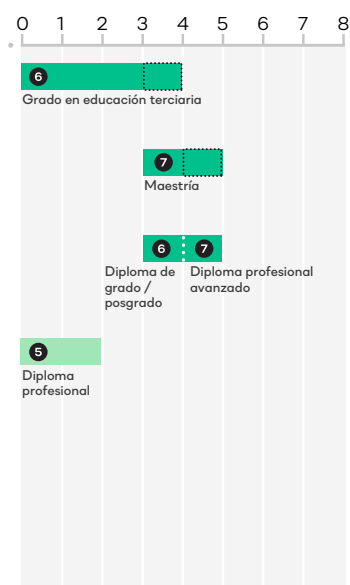 0 1 2 3 4 5 6 7 8
6
Grado en educación terciaria
7
Maestría
6 7
Diploma de
grado /
posgrado
Diploma profesional
avanzado
5
Diploma
profesional